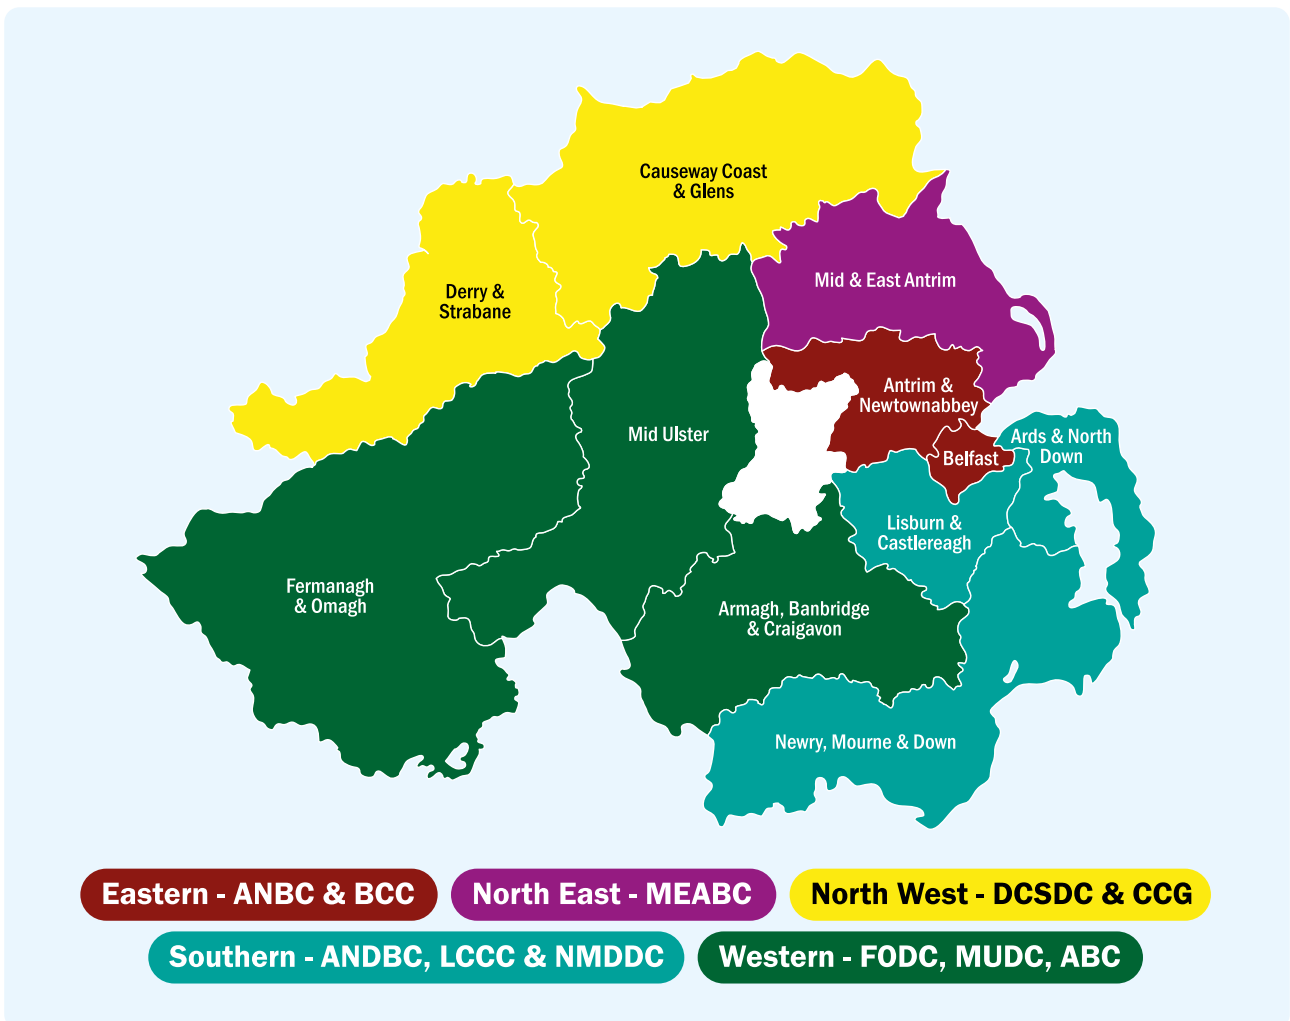 Causeway Coast
& Glens
Mid & East Antrim
Derry &
Strabane
Antrim &
Newtownabbey
Mid Ulster
Belfast
Ards & North
Down
Lisburn &
Castlereagh
Fermanagh
& Omagh
Armagh, Banbridge
& Craigavon
Newry, Mourne & Down
Eastern - ANBC & BCC
North East - MEABC
North West - DCSDC & CCG
Southern - ANDBC, LCCC & NMDDC
Western - FODC, MUDC, ABC